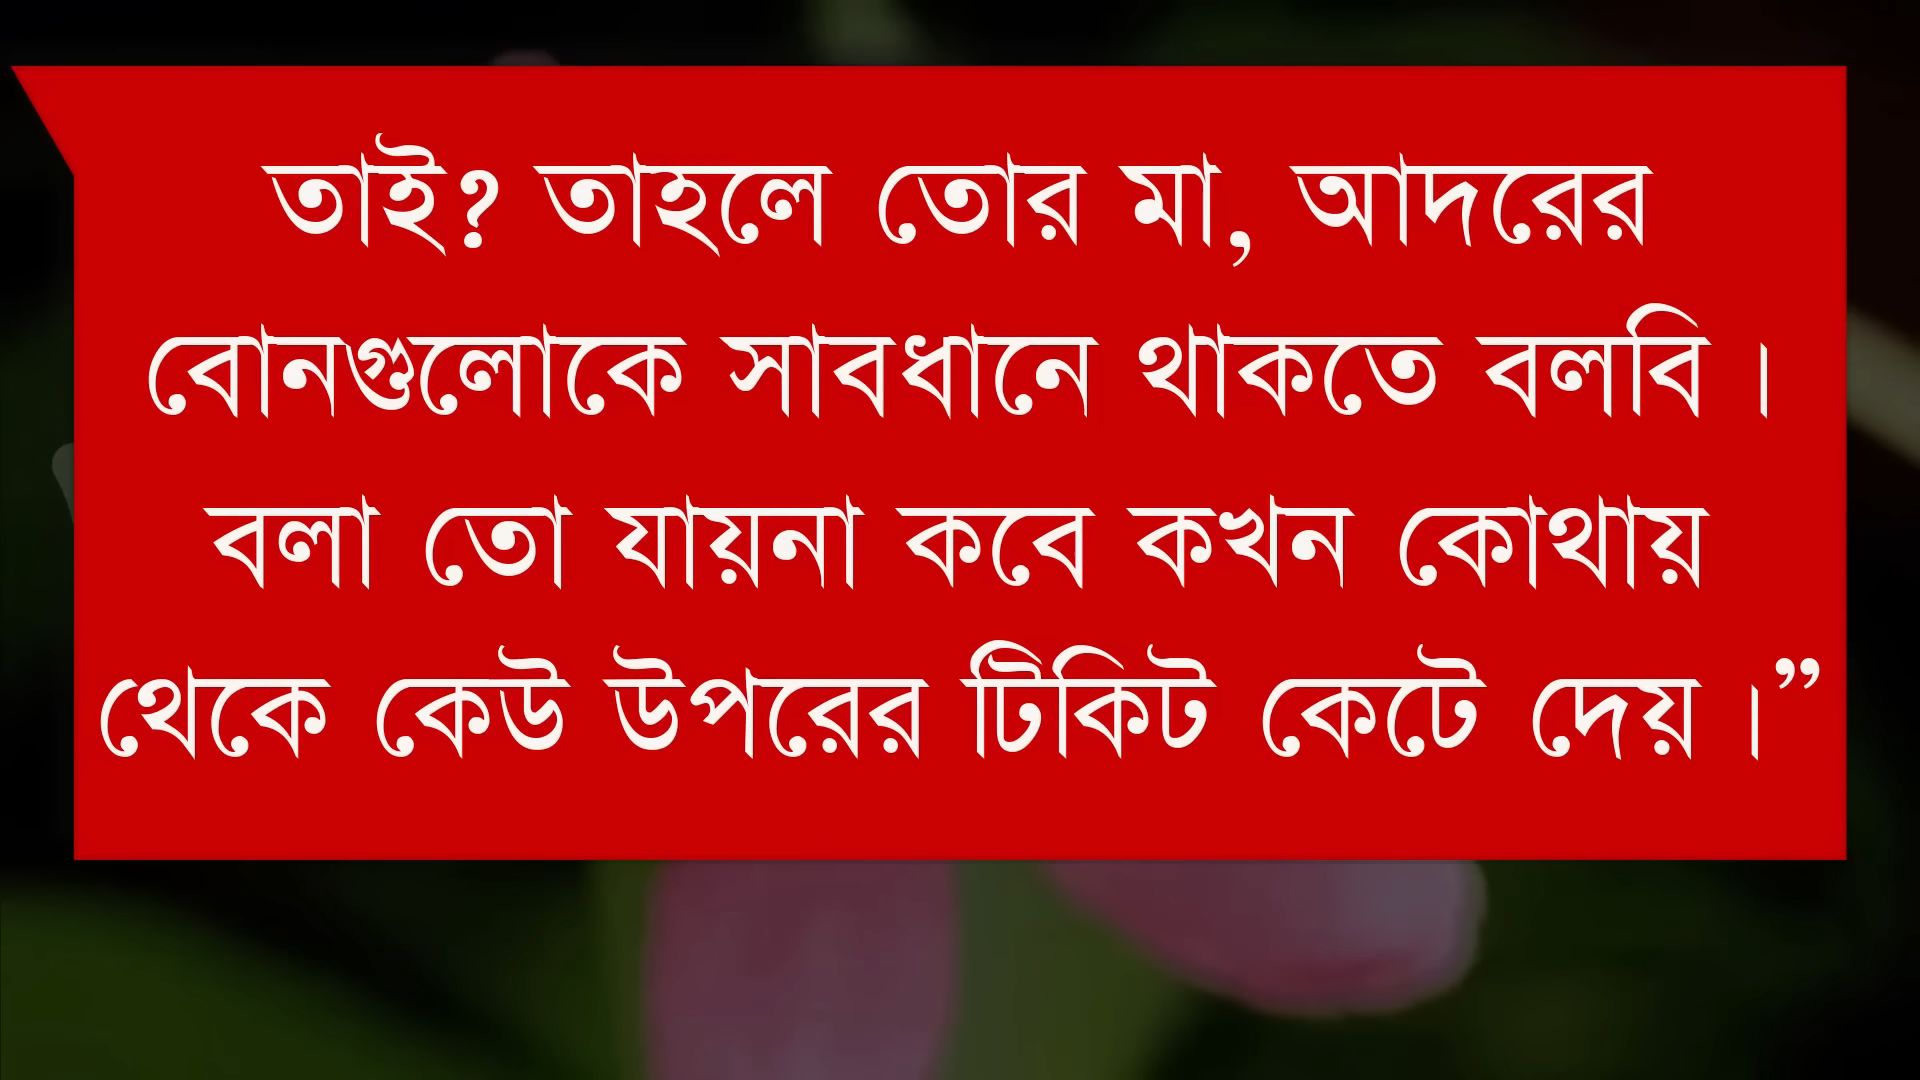 তাই? তাহলে তোর মা, আদরের
বোনগুলোকে সাবধানে থাকতে বলবি।
বলা তো যায়না কবে কখন কোথায়
থেকে কেউ উপরের টিকিট কেটে দেয়।”